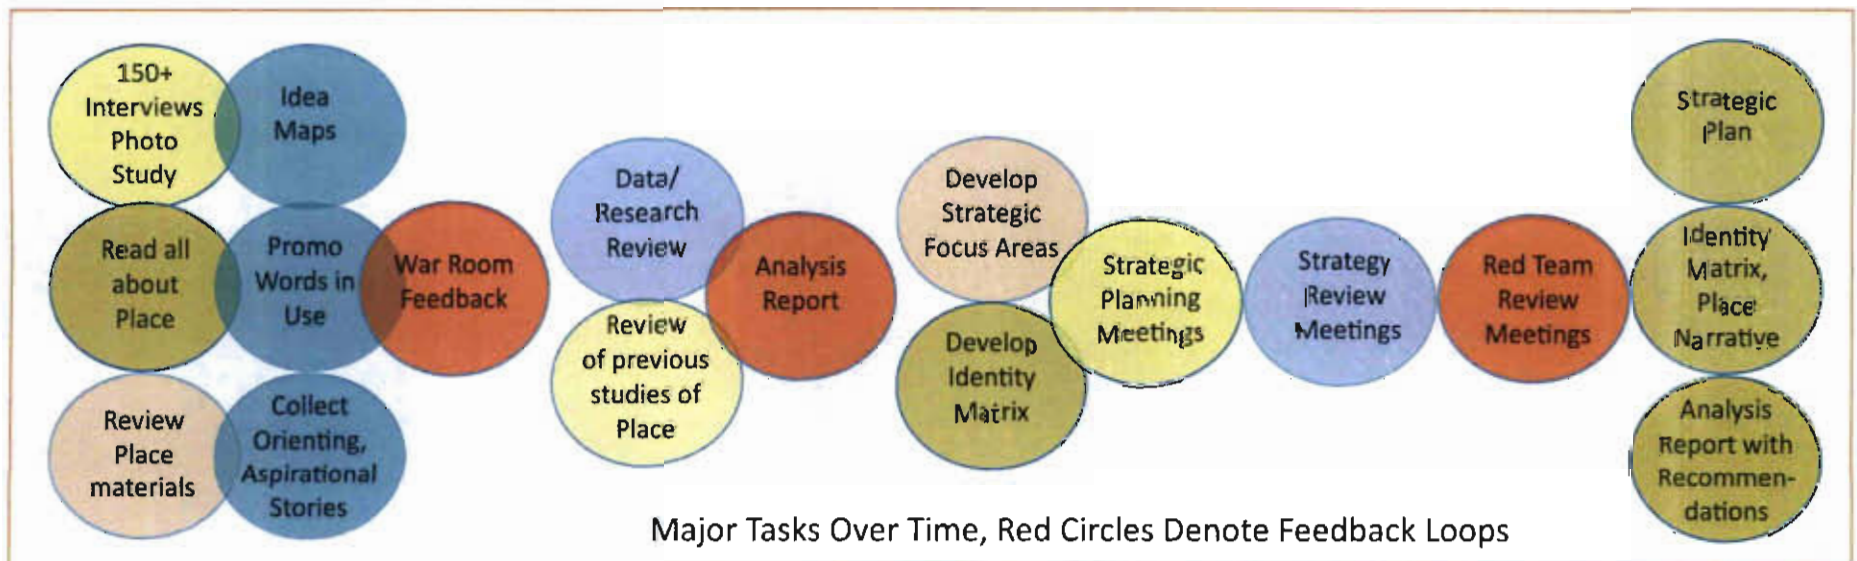 150+
Interviews
Photo
Study
Idea
Maps
Read all
about
Place
Promo
Words in
Use
War Room
Feedback
Review
Place
materials
Collect
Orienting,
Aspirational
Stories
Data/
Research
Review
Review
of previous
studies of
Place
Analysis
Report
Develop
Strategic
Focus Areas
Develop
Identity
Matrix
Strategic
Planning
Meetings
Strategy
Review
Meetings
Red Team
Review
Meetings
Strategic
Plan
Identity
Matrix,
Place
Narrative
Analysis
Report with
Recommen-
dations
Major Tasks Over Time, Red Circles Denote Feedback Loops